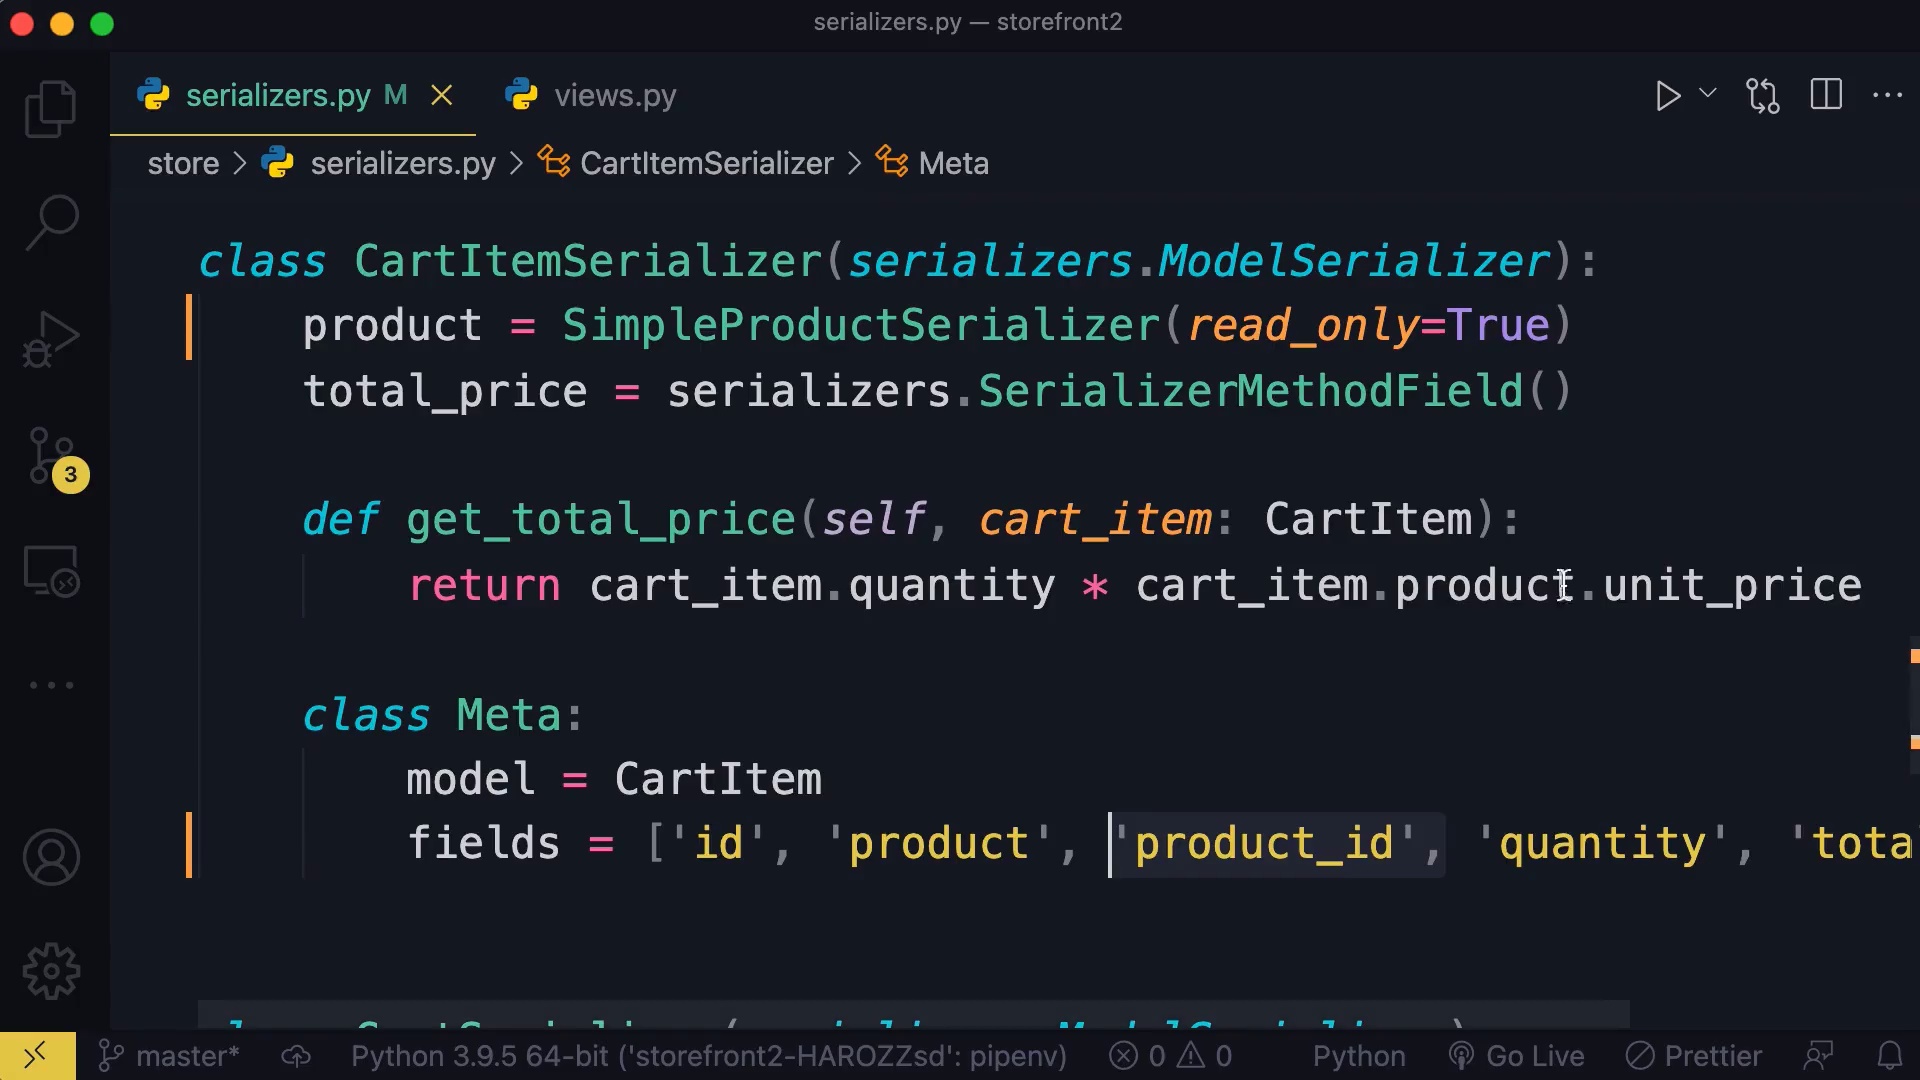 serializers.py — storefront2
serializers.py M
views.py
store > serializers.py > CartItemSerializer > Meta
class CartItemSerializer(serializers.ModelSerializer):
product = SimpleProductSerializer(read_only=True)
total_price = serializers.SerializerMethodField()
def get_total_price(self, cart_item: CartItem):
return cart_item.quantity * cart_item.product.unit_price
class Meta:
model = CartItem
fields = ['id', 'product', 'product_id', 'quantity', 'tota
3
master* Python 3.9.5 64-bit ('storefront2-HAROZZsd': pipenv) 0 0 Python Go Live Prettier